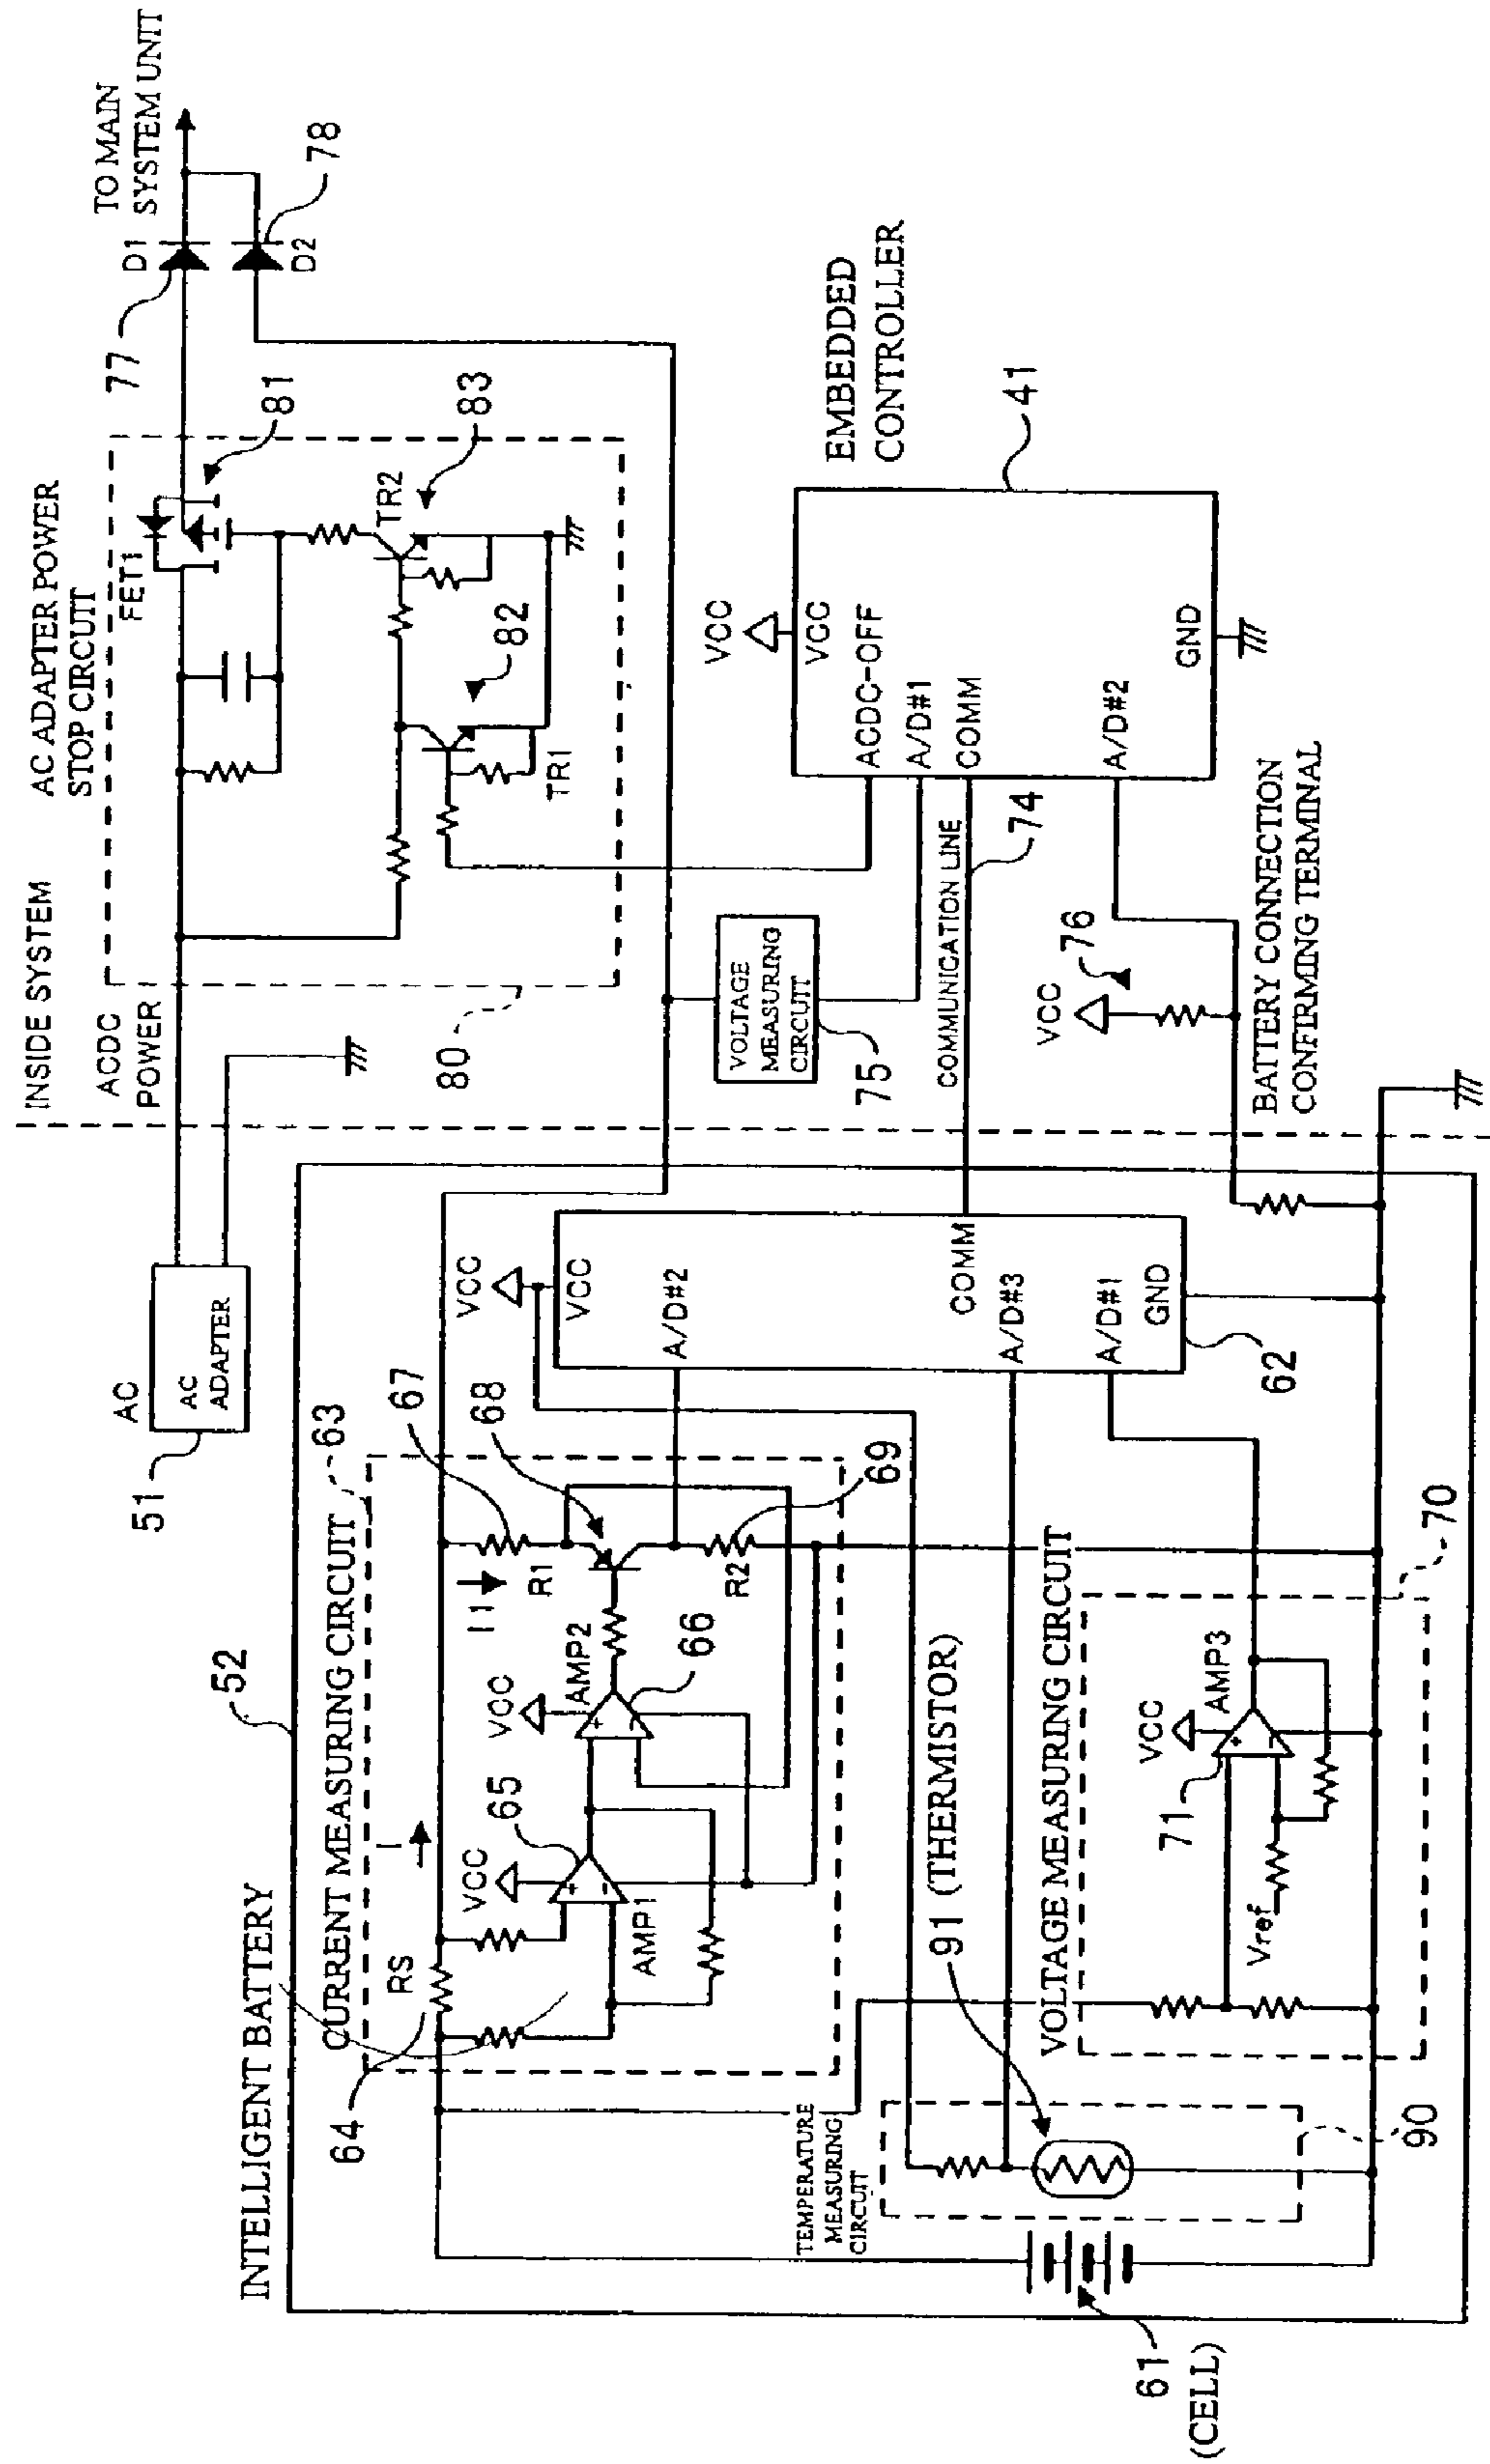 INSIDE SYSTEM
AC ADAPTER POWER
STOP CIRCUIT
TO MAIN
SYSTEM UNIT
ACDC
POWER
AC
AC
ADAPTER
51
FET1
81
TR2
83
82
TR1
80
77
D1
D2
78
INTELLIGENT BATTERY
52
CURRENT MEASURING CIRCUIT
63
64
RS
I
VCC
65
AMP1
VCC
AMP2
66
I1
R1
67
68
R2
69
VCC
VCC
A/D#2
COMM
A/D#3
A/D#1
GND
62
VOLTAGE
MEASURING
CIRCUIT
75
COMMUNICATION LINE
74
EMBEDDED
CONTROLLER
41
VCC
VCC
ACDC-OFF
A/D#1
COMM
A/D#2
GND
VCC
76
BATTERY CONNECTION
CONFIRMING TERMINAL
TEMPERATURE
MEASURING
CIRCUIT
91 (THERMISTOR)
90
VOLTAGE MEASURING CIRCUIT
70
VCC
71
AMP3
Vref
61
(CELL)